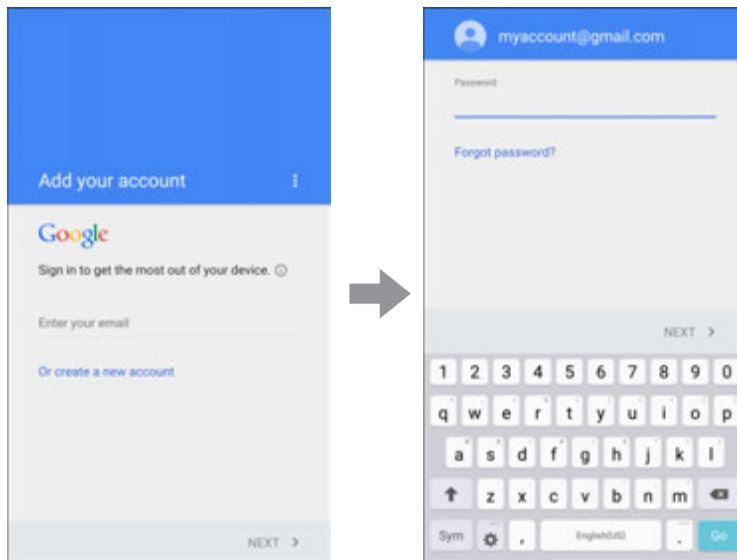 Add your account
Google
Sign in to get the most out of your device.
Enter your email
Or create a new account
NEXT
myaccount@gmail.com
Password
Forgot password?
NEXT
1 2 3 4 5 6 7 8 9 0
q w e r t y u i o p
a s d f g h j k l
z x c v b n m
Sym , English(US) . Go